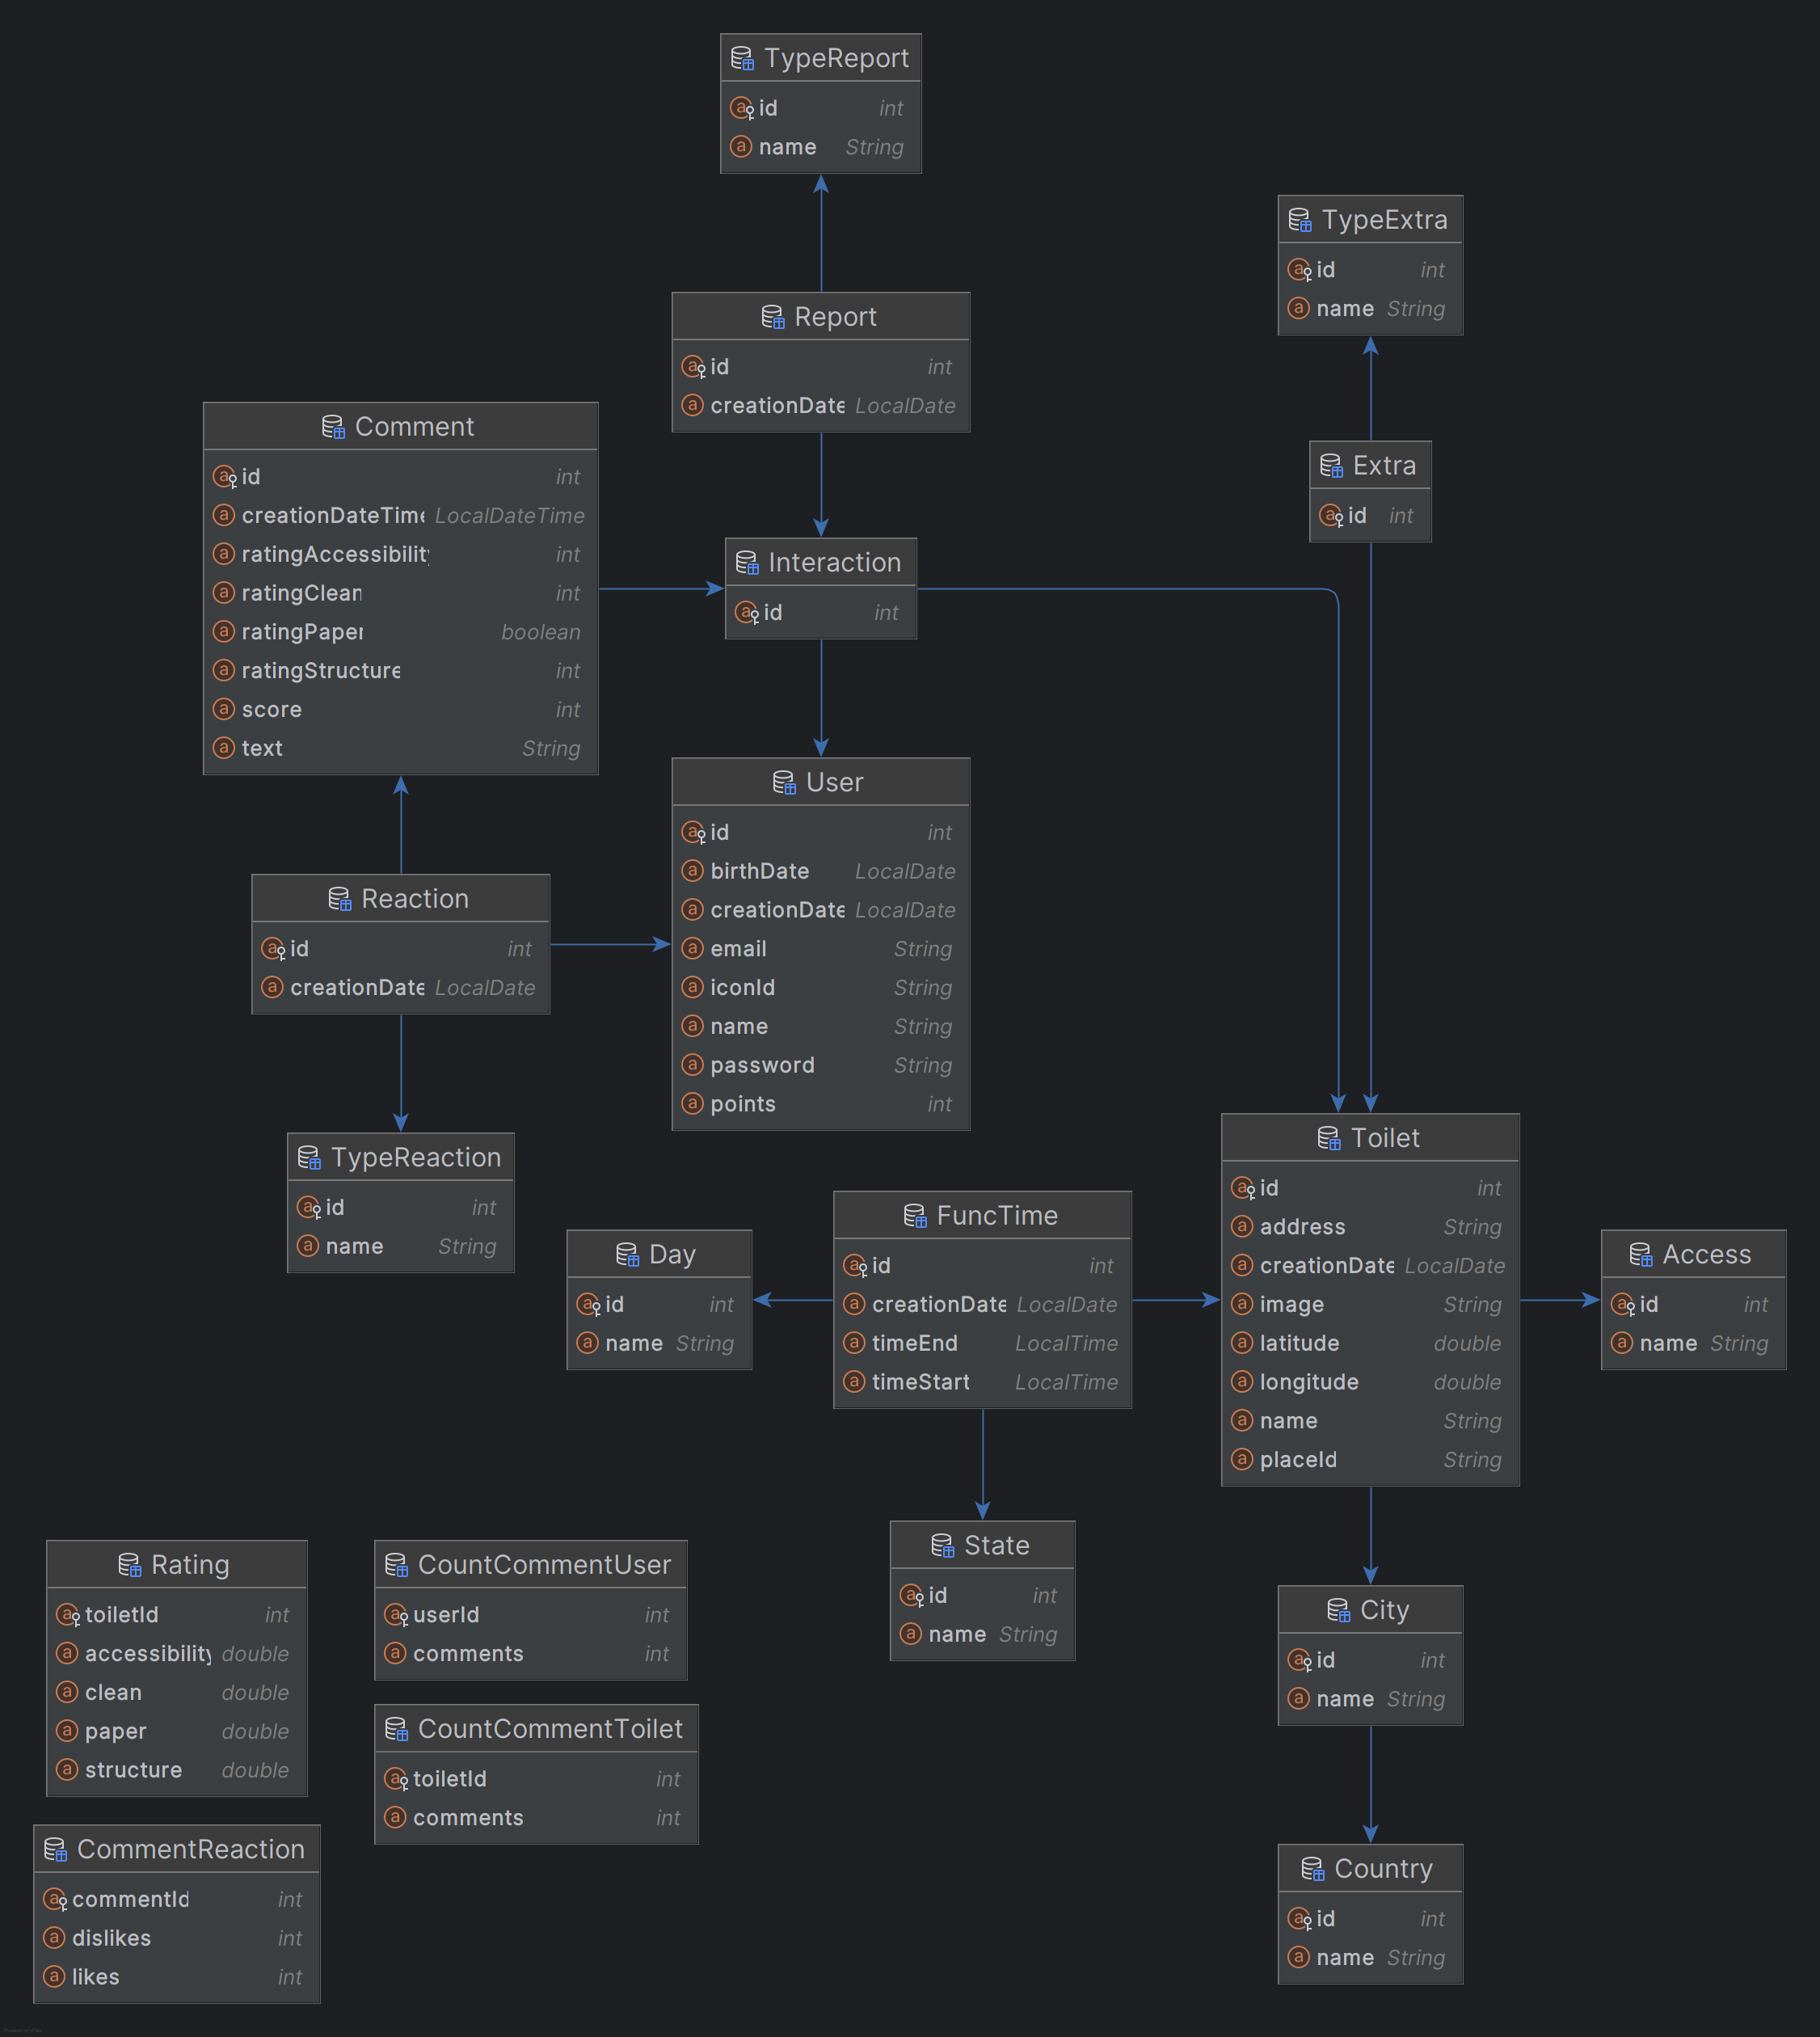 TypeReport
id int
name String
TypeExtra
id int
name String
Report
id int
creationDate LocalDate
Comment
id int
creationDateTime LocalDateTime
ratingAccessibility int
ratingClean int
ratingPaper boolean
ratingStructure int
score int
text String
Extra
id int
Interaction
id int
User
id int
birthDate LocalDate
creationDate LocalDate
email String
iconId String
name String
password String
points int
Reaction
id int
creationDate LocalDate
TypeReaction
id int
name String
Toilet
id int
address String
creationDate LocalDate
image String
latitude double
longitude double
name String
placeId String
FuncTime
id int
creationDate LocalDate
timeEnd LocalTime
timeStart LocalTime
Day
id int
name String
Access
id int
name String
State
id int
name String
Rating
toiletId int
accessibility double
clean double
paper double
structure double
CountCommentUser
userId int
comments int
City
id int
name String
CountCommentToilet
toiletId int
comments int
CommentReaction
commentId int
dislikes int
likes int
Country
id int
name String